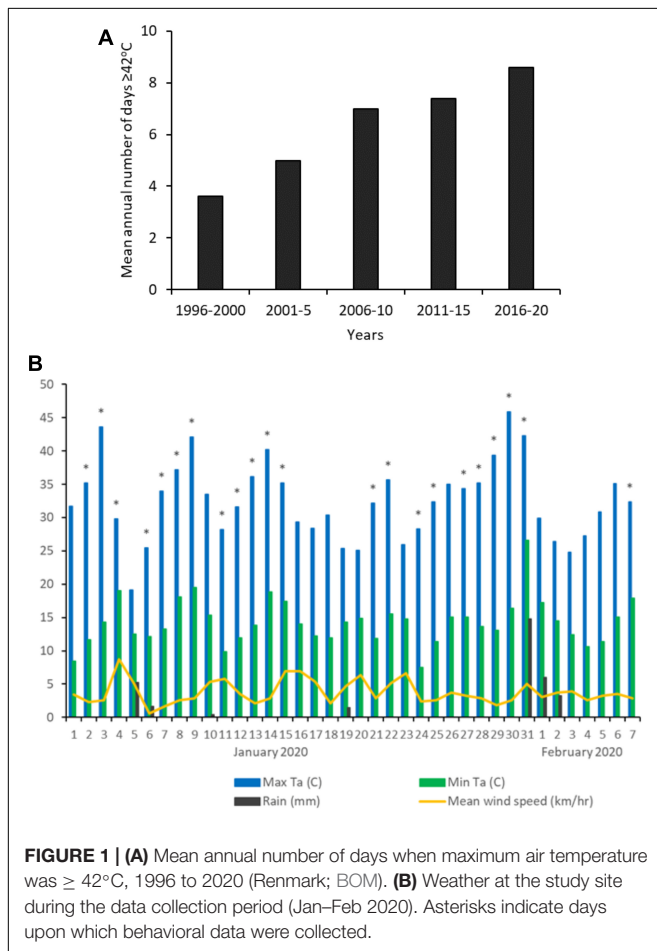 A
Mean annual number of days ≥42°C
10
8
6
4
2
0
1996-2000 2001-5 2006-10 2011-15 2016-20
Years
B
50
45
40
35
30
25
20
15
10
5
0
* * * * * * * * * * * * * * * * * * * * * * *
1 2 3 4 5 6 7 8 9 10 11 12 13 14 15 16 17 18 19 20 21 22 23 24 25 26 27 28 29 30 31 1 2 3 4 5 6 7
January 2020 February 2020
Max Ta (C) Min Ta (C)
Rain (mm) Mean wind speed (km/hr)
FIGURE 1 | (A) Mean annual number of days when maximum air temperature
was ≥ 42°C, 1996 to 2020 (Renmark; BOM). (B) Weather at the study site
during the data collection period (Jan–Feb 2020). Asterisks indicate days
upon which behavioral data were collected.